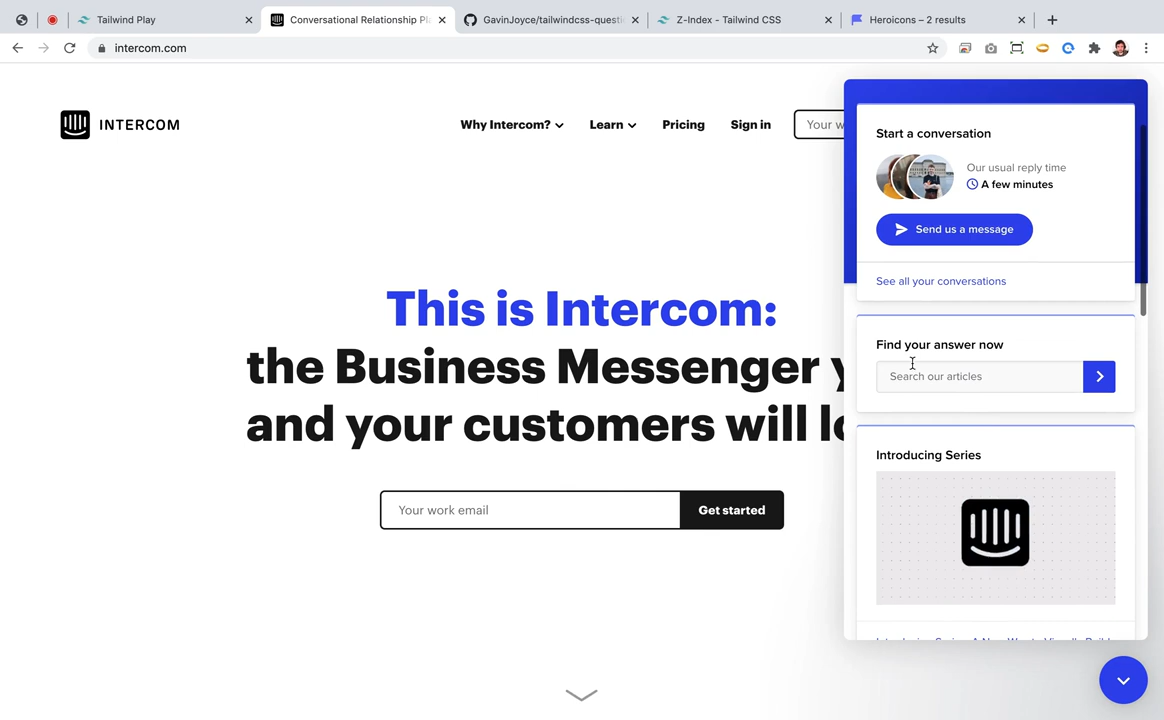 Tailwind Play
Conversational Relationship Pl
GavinJoyce/tailwindcss-questi
Z-Index - Tailwind CSS
Heroicons – 2 results
intercom.com
INTERCOM
Why Intercom?
Learn
Pricing
Sign in
Your w
This is Intercom:
the Business Messenger y
and your customers will lo
Your work email
Get started
Start a conversation
Our usual reply time
A few minutes
Send us a message
See all your conversations
Find your answer now
Search our articles
Introducing Series